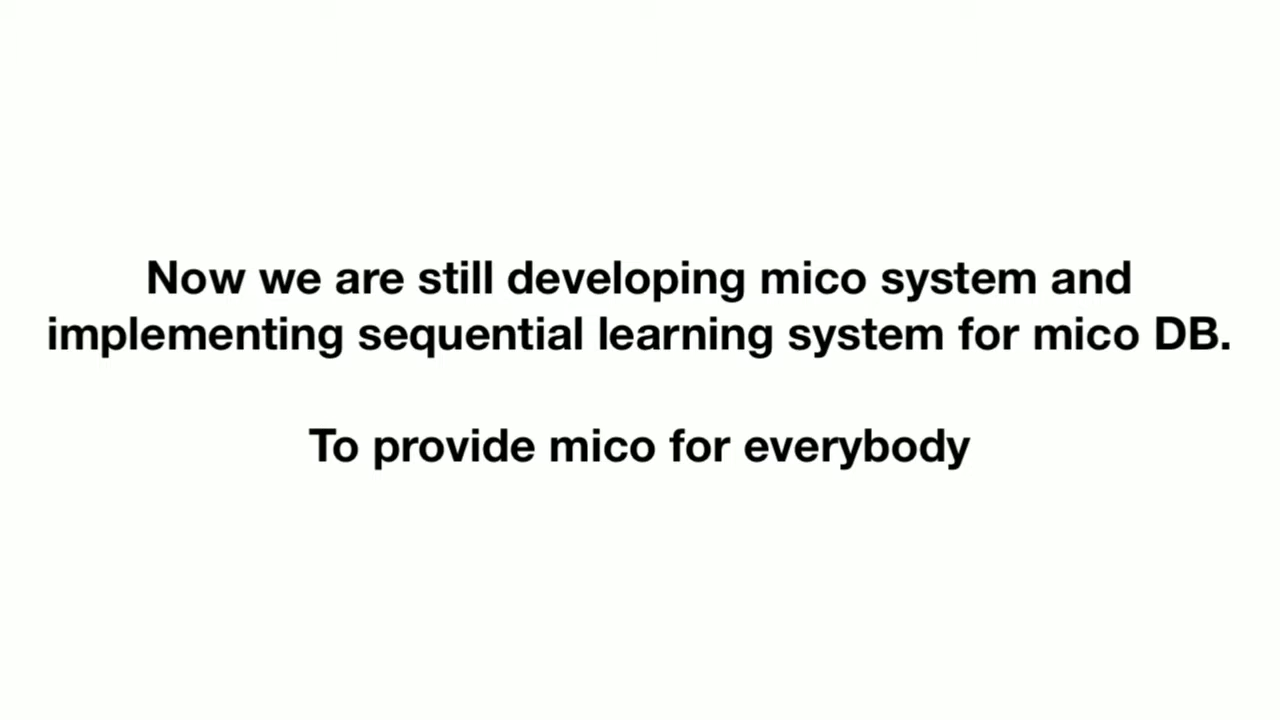 Now we are still developing mico system and
implementing sequential learning system for mico DB.
To provide mico for everybody